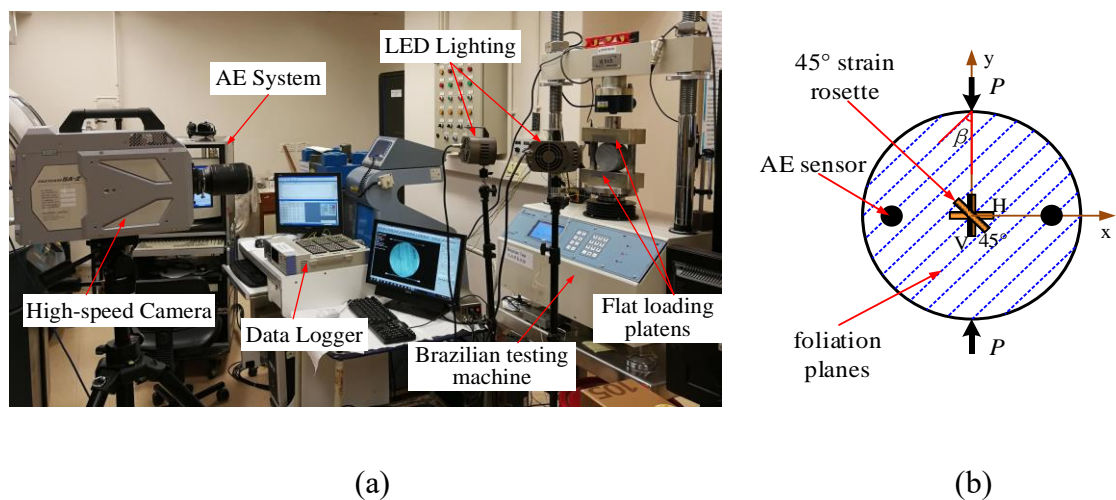 LED Lighting
AE System
High-speed Camera
Data Logger
Brazilian testing
machine
Flat loading
platens
105
(a)
45° strain
rosette
AE sensor
y
P
β
H
V
45°
x
foliation
planes
P
(b)